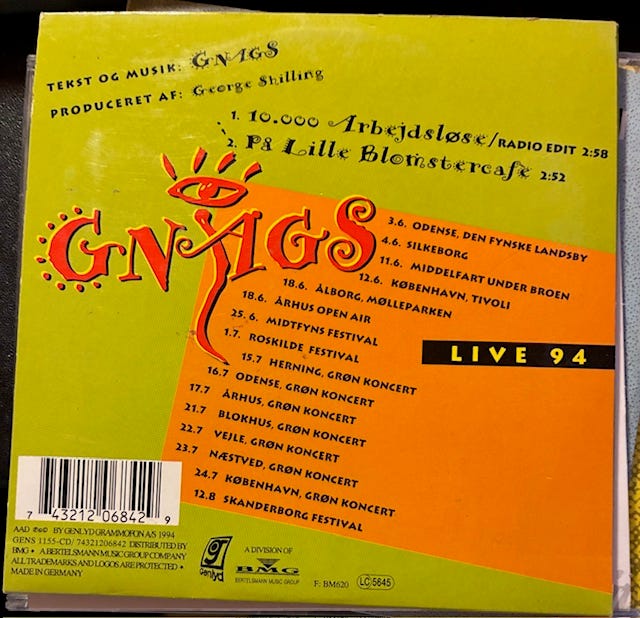 TEKST OG MUSIK: GNAGS
PRODUCERET AF: George Shilling
1. 10.000 Arbejdsløse/RADIO EDIT 2:58
2. På Lille Blomstercafé 2:52
GNAGS
3.6. ODENSE, DEN FYNSKE LANDSBY
4.6. SILKEBORG
11.6. MIDDELFART UNDER BROEN
12.6. KØBENHAVN, TIVOLI
18.6. ÅLBORG, MØLLEPARKEN
18.6. ÅRHUS OPEN AIR
25.6. MIDTFYNS FESTIVAL
1.7. ROSKILDE FESTIVAL
15.7 HERNING, GRØN KONCERT
16.7 ODENSE, GRØN KONCERT
17.7 ÅRHUS, GRØN KONCERT
21.7 BLOKHUS, GRØN KONCERT
22.7 VEJLE, GRØN KONCERT
23.7 NÆSTVED, GRØN KONCERT
24.7 KØBENHAVN, GRØN KONCERT
12.8 SKANDERBORG FESTIVAL
LIVE 94
7 43212 06842 9
AAD ℗© BY GENLYD GRAMMOFON A/S 1994
GENS 1155-CD/ 74321206842 DISTRIBUTED BY
BMG • A BERTELSMANN MUSIC GROUP COMPANY
ALL TRADEMARKS AND LOGOS ARE PROTECTED •
MADE IN GERMANY
g
genlyd
A DIVISION OF
BMG
BERTELSMANN MUSIC GROUP
F: BM620
LC 5645